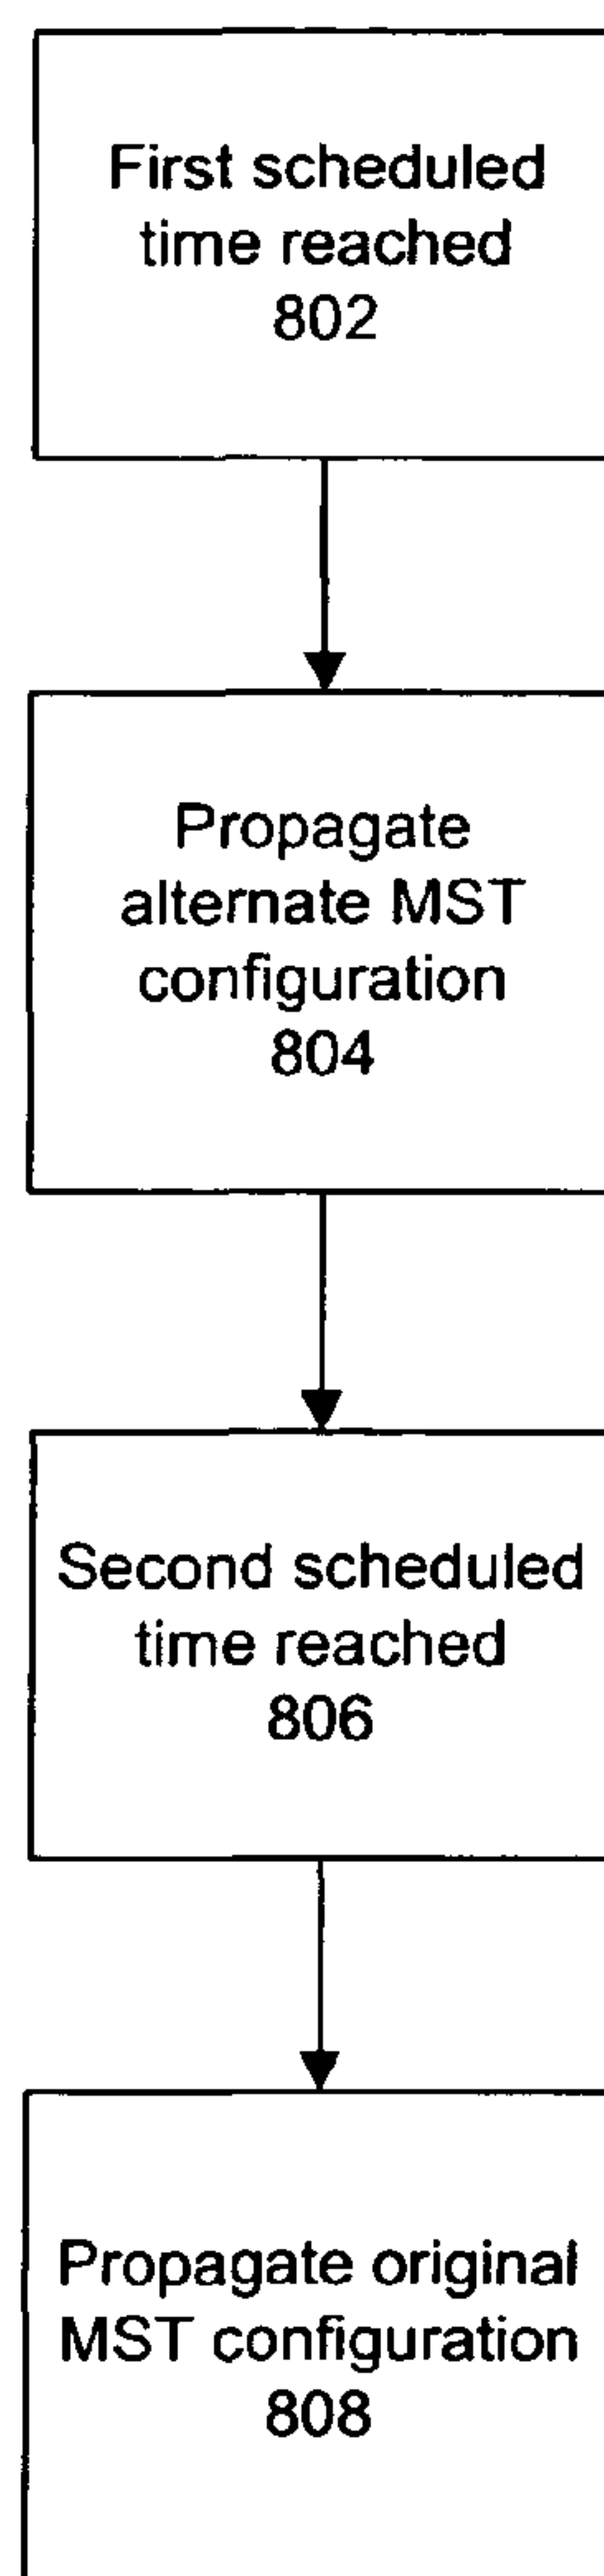 First scheduled
time reached
802
Propagate
alternate MST
configuration
804
Second scheduled
time reached
806
Propagate original
MST configuration
808